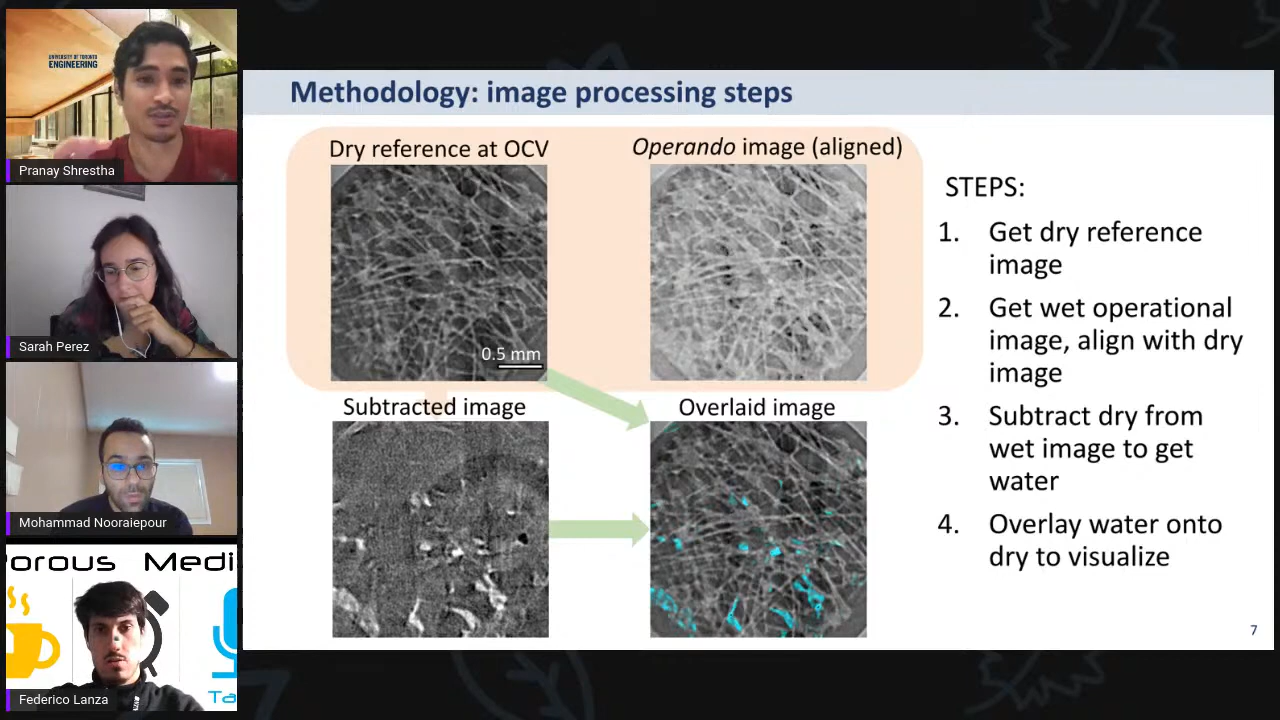 UNIVERSITY OF TORONTO
ENGINEERING
Pranay Shrestha
Sarah Perez
Mohammad Nooraiepour
orous Medi
Ta
Federico Lanza
Methodology: image processing steps
Dry reference at OCV
Operando image (aligned)
0.5 mm
Subtracted image
Overlaid image
STEPS:
1. Get dry reference
image
2. Get wet operational
image, align with dry
image
3. Subtract dry from
wet image to get
water
4. Overlay water onto
dry to visualize
7